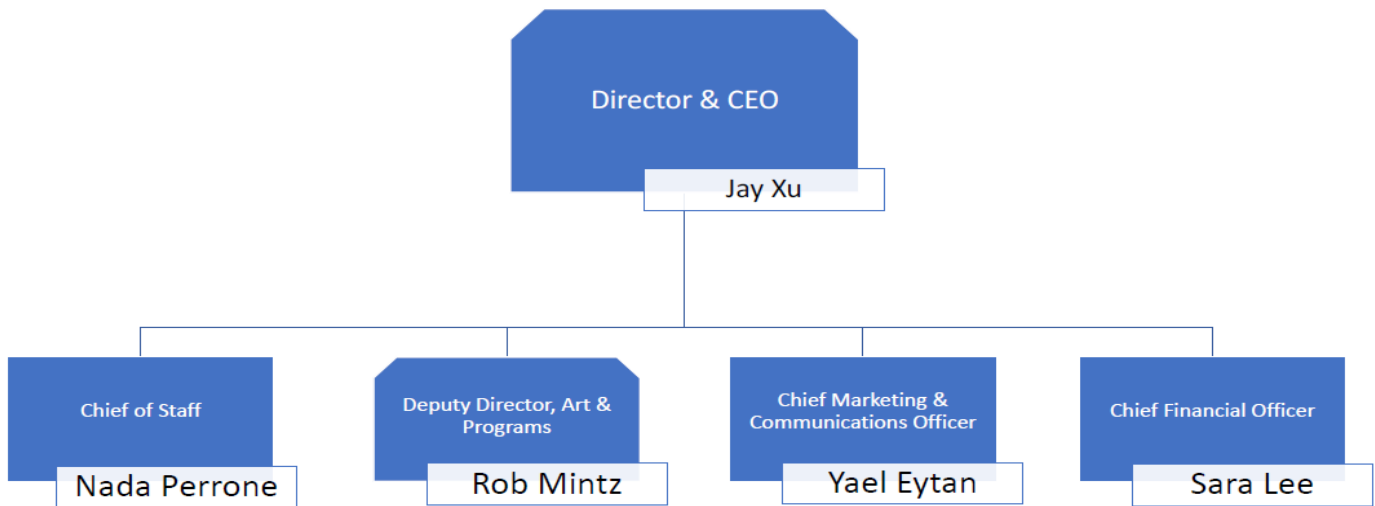 Director & CEO
Jay Xu
Chief of Staff
Nada Perrone
Deputy Director, Art &
Programs
Rob Mintz
Chief Marketing &
Communications Officer
Yael Eytan
Chief Financial Officer
Sara Lee